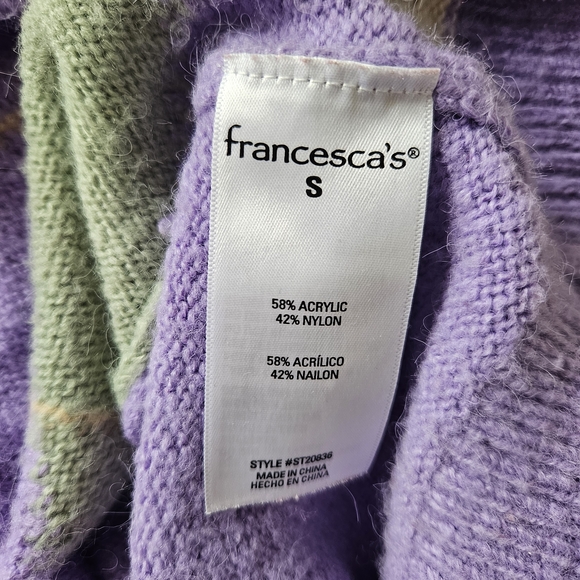 francesca's®
S
58% ACRYLIC
42% NYLON
58% ACRÍLICO
42% NAILON
STYLE #ST20836
MADE IN CHINA
HECHO EN CHINA